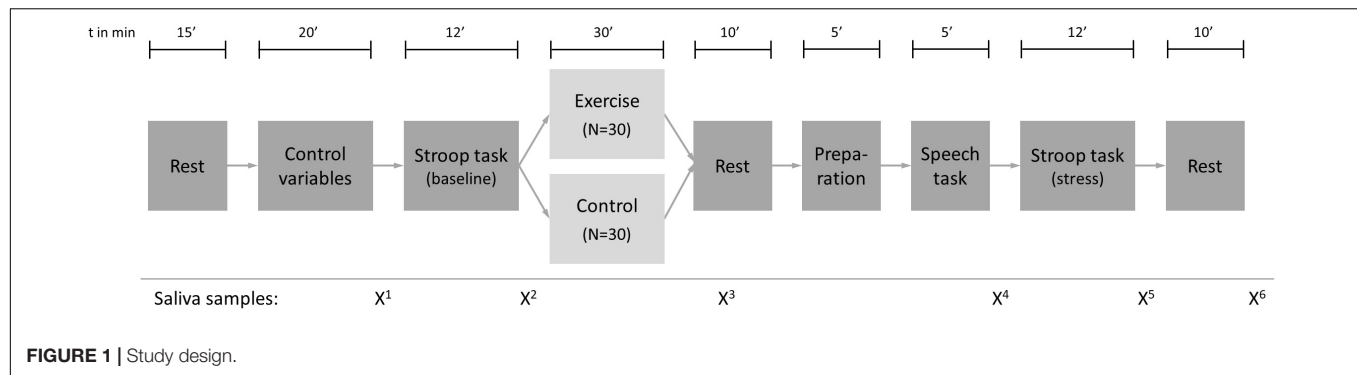 t in min 15’ 20’ 12’ 30’ 10’ 5’ 5’ 12’ 10’
Rest
Control
variables
Stroop task
(baseline)
Exercise
(N=30)
Control
(N=30)
Rest
Prepa-
ration
Speech
task
Stroop task
(stress)
Rest
Saliva samples: X¹ X² X³ X⁴ X⁵ X⁶
FIGURE 1 | Study design.